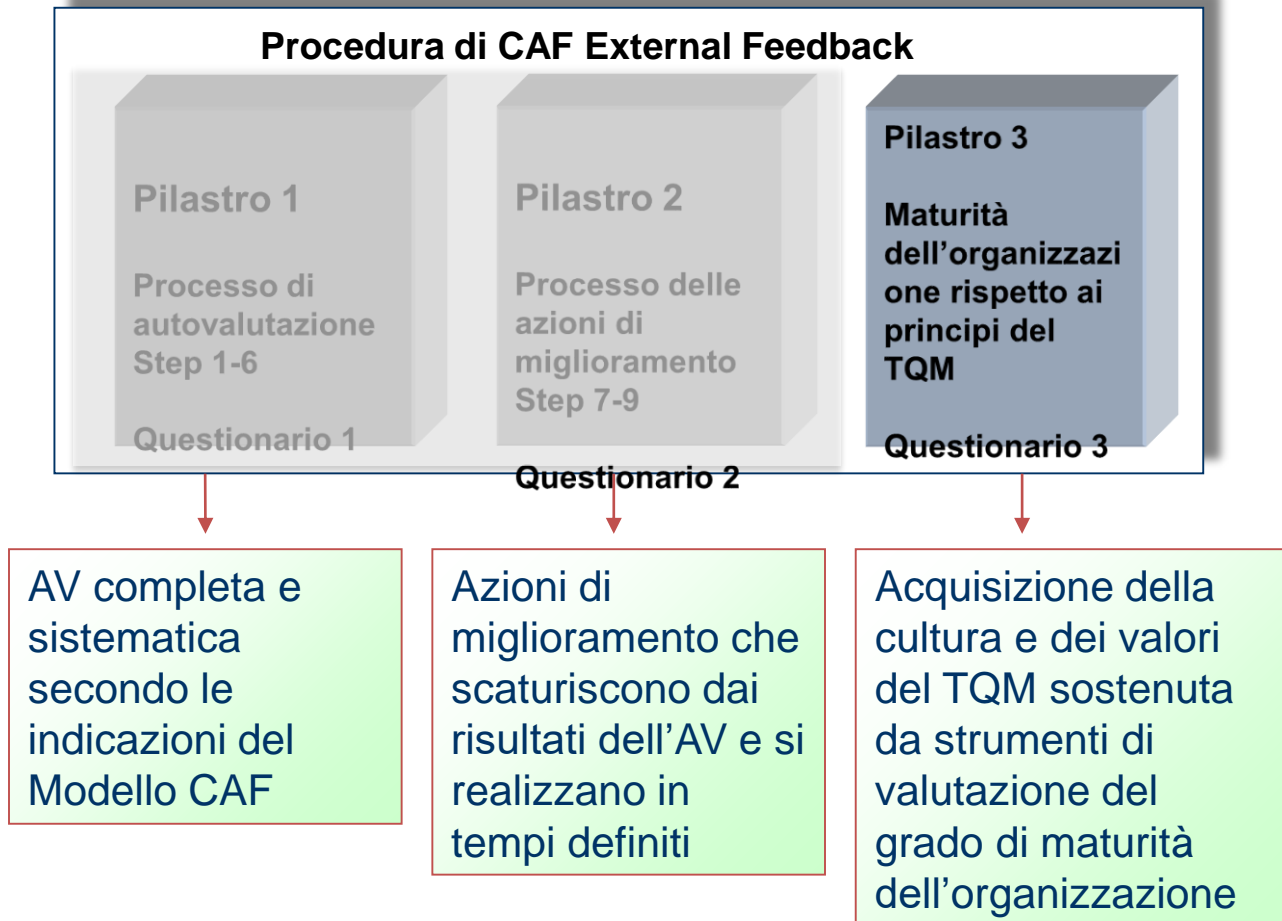 Procedura di CAF External Feedback
Pilastro 1
Processo di
autovalutazione
Step 1-6
Questionario 1
Pilastro 2
Processo delle
azioni di
miglioramento
Step 7-9
Questionario 2
Pilastro 3
Maturità
dell’organizzazi
one rispetto ai
principi del
TQM
Questionario 3
AV completa e
sistematica
secondo le
indicazioni del
Modello CAF
Azioni di
miglioramento che
scaturiscono dai
risultati dell’AV e si
realizzano in
tempi definiti
Acquisizione della
cultura e dei valori
del TQM sostenuta
da strumenti di
valutazione del
grado di maturità
dell’organizzazione